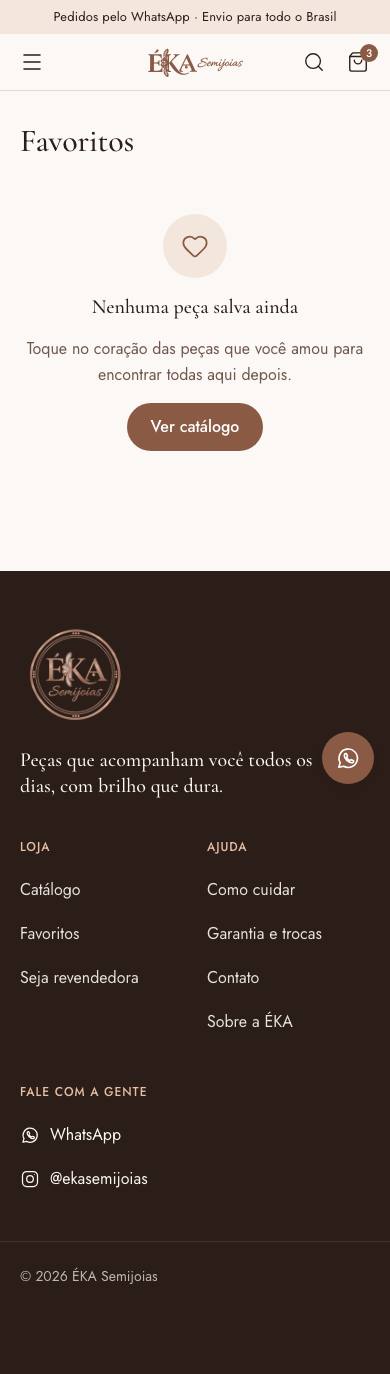 Pedidos pelo WhatsApp · Envio para todo o Brasil
ÉKA Semijoias
3
Favoritos
Nenhuma peça salva ainda
Toque no coração das peças que você amou para
encontrar todas aqui depois.
Ver catálogo
ÉKA
Semijoias
Peças que acompanham você todos os
dias, com brilho que dura.
LOJA
Catálogo
Favoritos
Seja revendedora
AJUDA
Como cuidar
Garantia e trocas
Contato
Sobre a ÉKA
FALE COM A GENTE
WhatsApp
@ekasemijoias
© 2026 ÉKA Semijoias